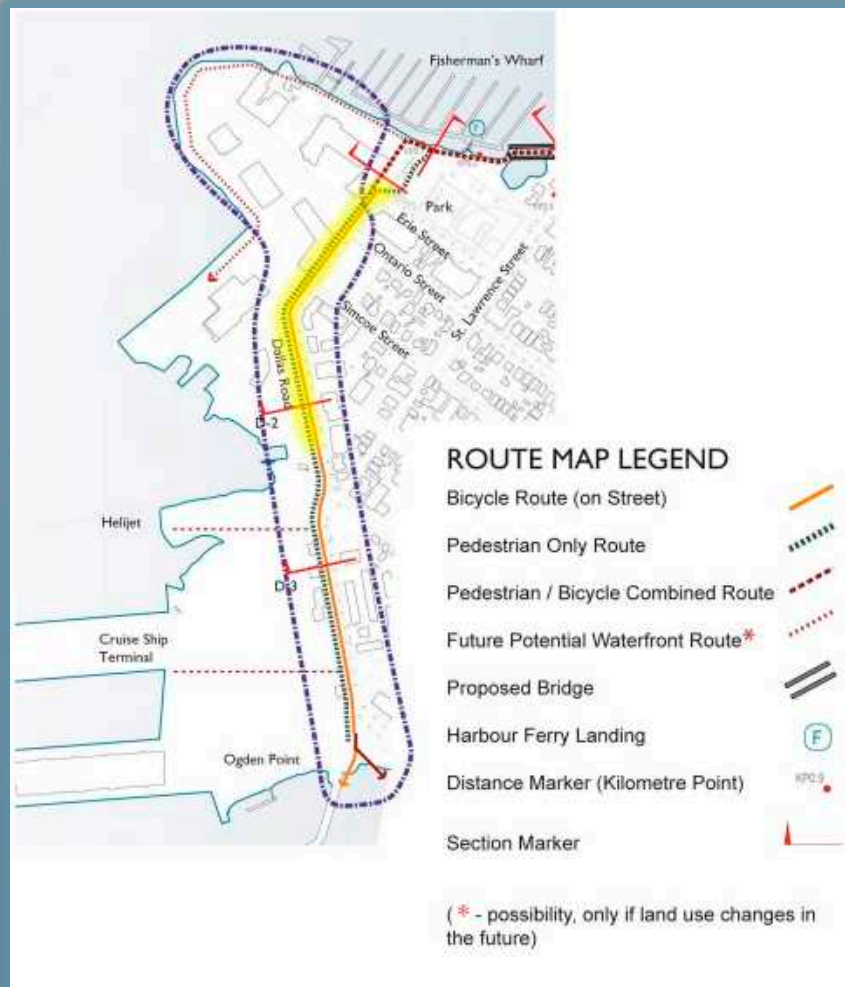 Fisherman's Wharf
F
Park
Erie Street
Ontario Street
St. Lawrence Street
Simcoe Street
Dallas Road
D-2
Helijet
D-3
Cruise Ship
Terminal
Ogden Point
ROUTE MAP LEGEND
Bicycle Route (on Street)
Pedestrian Only Route
Pedestrian / Bicycle Combined Route
Future Potential Waterfront Route*
Proposed Bridge
Harbour Ferry Landing
F
Distance Marker (Kilometre Point)
KP0.9
Section Marker
( * - possibility, only if land use changes in
the future)